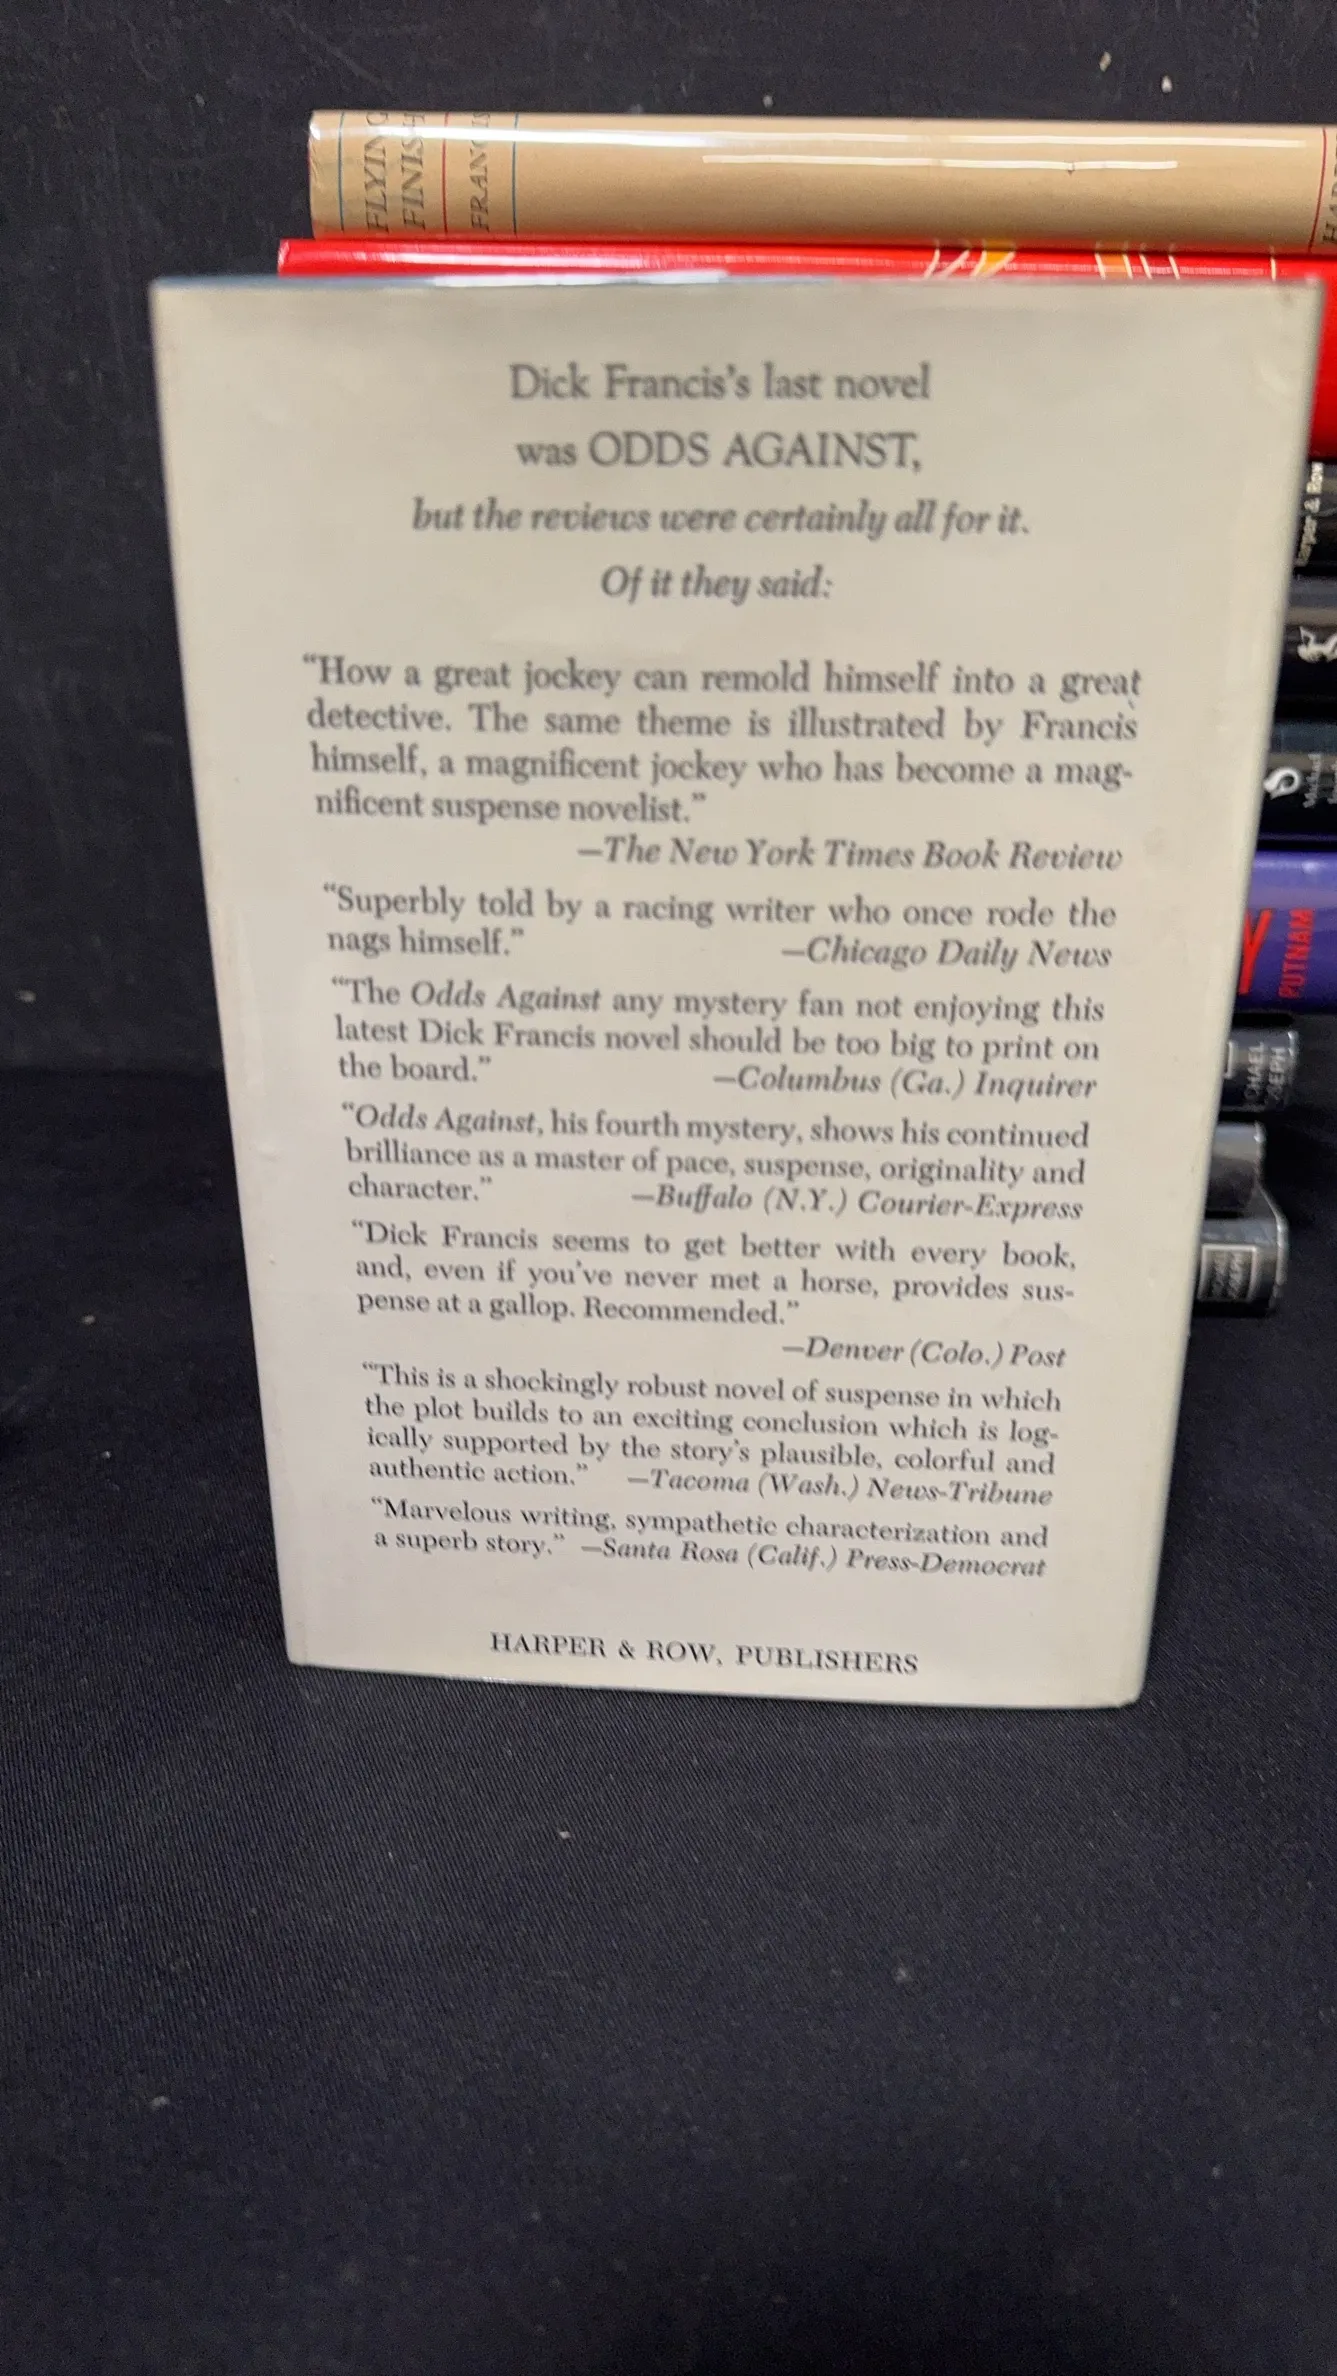 FLYING
FINISH
FRANCIS
Dick Francis's last novel
was ODDS AGAINST,
but the reviews were certainly all for it.
Of it they said:
“How a great jockey can remold himself into a great
detective. The same theme is illustrated by Francis
himself, a magnificent jockey who has become a mag-
nificent suspense novelist.”
—The New York Times Book Review
“Superbly told by a racing writer who once rode the
nags himself.” —Chicago Daily News
“The Odds Against any mystery fan not enjoying this
latest Dick Francis novel should be too big to print on
the board.” —Columbus (Ga.) Inquirer
“Odds Against, his fourth mystery, shows his continued
brilliance as a master of pace, suspense, originality and
character.” —Buffalo (N.Y.) Courier-Express
“Dick Francis seems to get better with every book,
and, even if you've never met a horse, provides sus-
pense at a gallop. Recommended.”
—Denver (Colo.) Post
“This is a shockingly robust novel of suspense in which
the plot builds to an exciting conclusion which is log-
ically supported by the story's plausible, colorful and
authentic action.” —Tacoma (Wash.) News-Tribune
“Marvelous writing, sympathetic characterization and
a superb story.” —Santa Rosa (Calif.) Press-Democrat
HARPER & ROW, PUBLISHERS
& Row
Michael
Y
PUTNAM